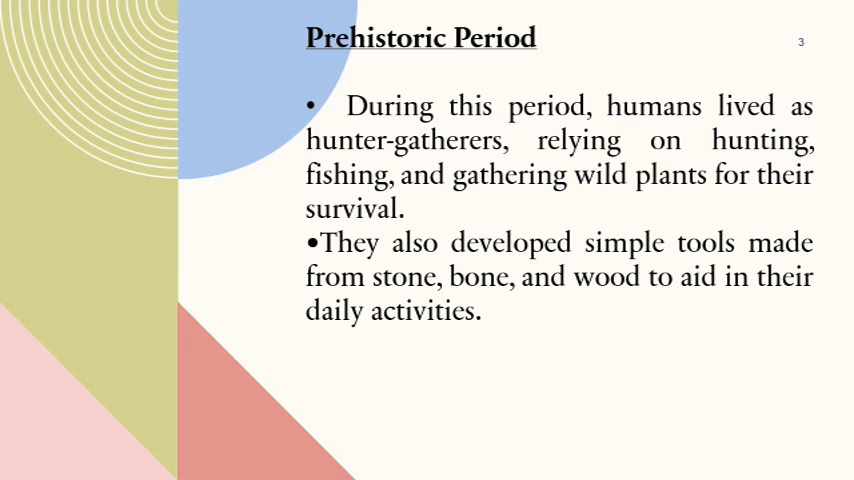 Prehistoric Period
3
• During this period, humans lived as
hunter-gatherers, relying on hunting,
fishing, and gathering wild plants for their
survival.
•They also developed simple tools made
from stone, bone, and wood to aid in their
daily activities.